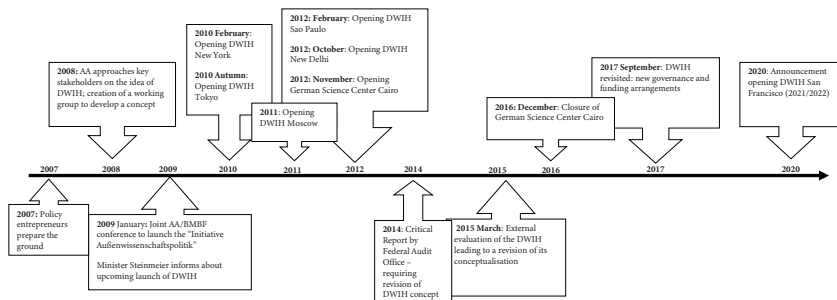 2008: AA approaches key
stakeholders on the idea of
DWIH; creation of a working
group to develop a concept
2010 February:
Opening DWIH
New York
2010 Autumn:
Opening DWIH
Tokyo
2011: Opening
DWIH Moscow
2012: February: Opening DWIH
Sao Paulo
2012: October: Opening DWIH
New Delhi
2012: November: Opening
German Science Center Cairo
2016: December: Closure of
German Science Center Cairo
2017 September: DWIH
revisited: new governance and
funding arrangements
2020: Announcement
opening DWIH San
Francisco (2021/2022)
2007 2008 2009 2010 2011 2012 2014 2015 2016 2017 2020
2007: Policy
entrepreneurs
prepare the
ground
2009 January: Joint AA/BMBF
conference to launch the "Initiative
Außenwissenschaftspolitik"
Minister Steinmeier informs about
upcoming launch of DWIH
2014: Critical
Report by
Federal Audit
Office –
requiring
revision of
DWIH concept
2015 March: External
evaluation of the DWIH
leading to a revision of its
conceptualisation